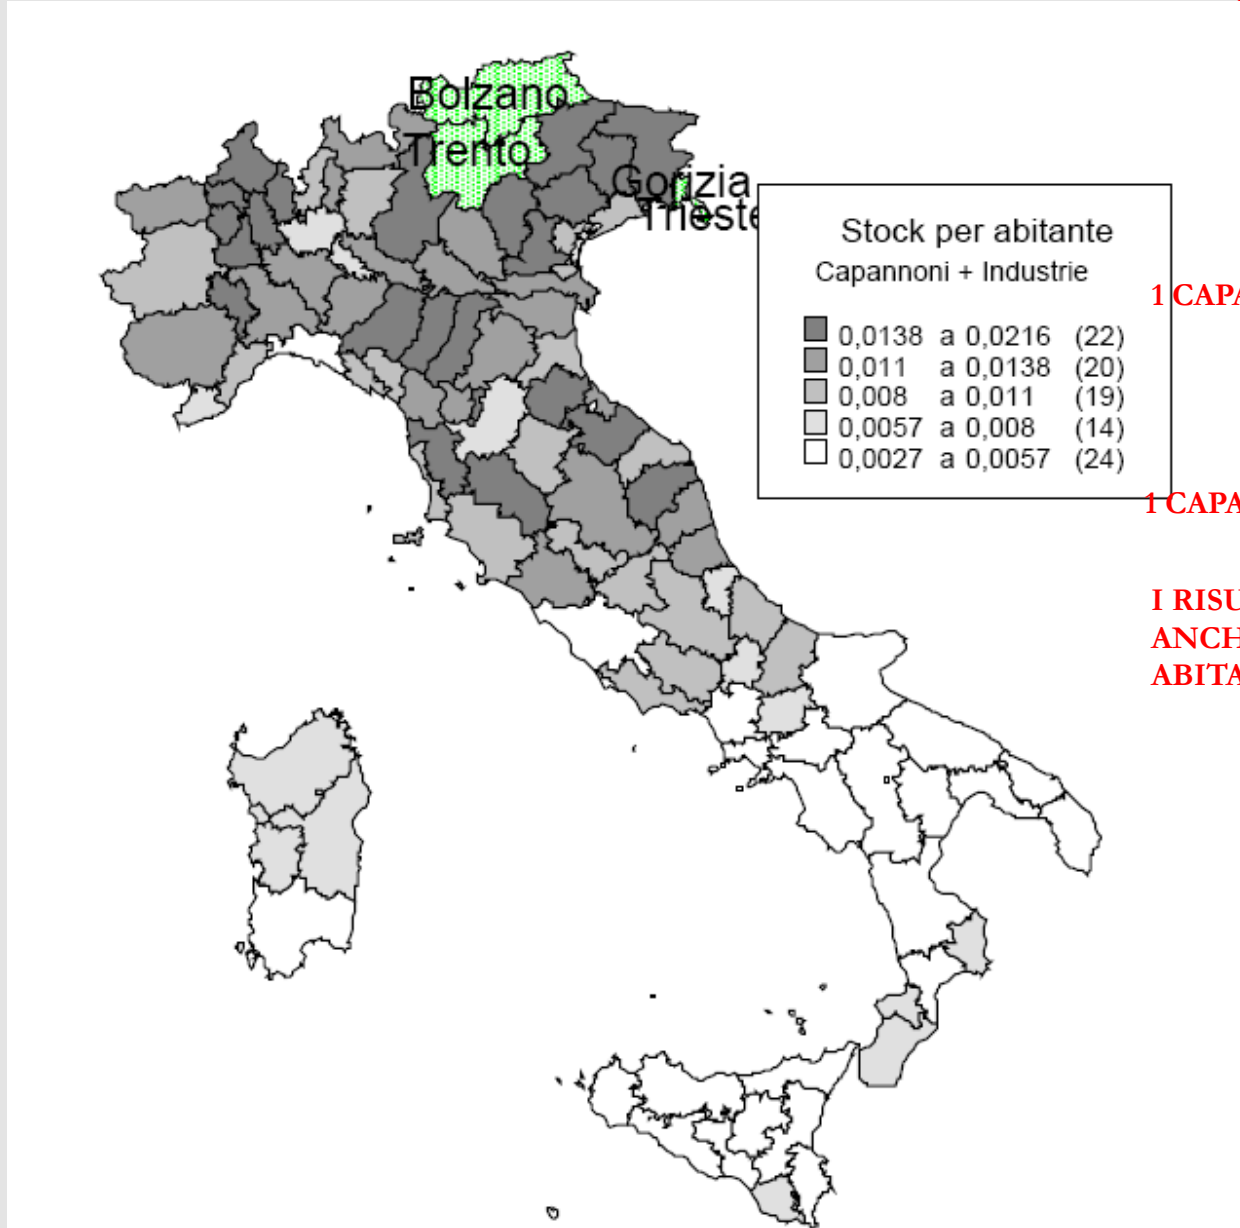 Bolzano
Trento
Gorizia
Trieste
Stock per abitante
Capannoni + Industrie
0,0138 a 0,0216 (22)
0,011 a 0,0138 (20)
0,008 a 0,011 (19)
0,0057 a 0,008 (14)
0,0027 a 0,0057 (24)
1 CAPA
1 CAPA
I RISU
ANCH
ABITA